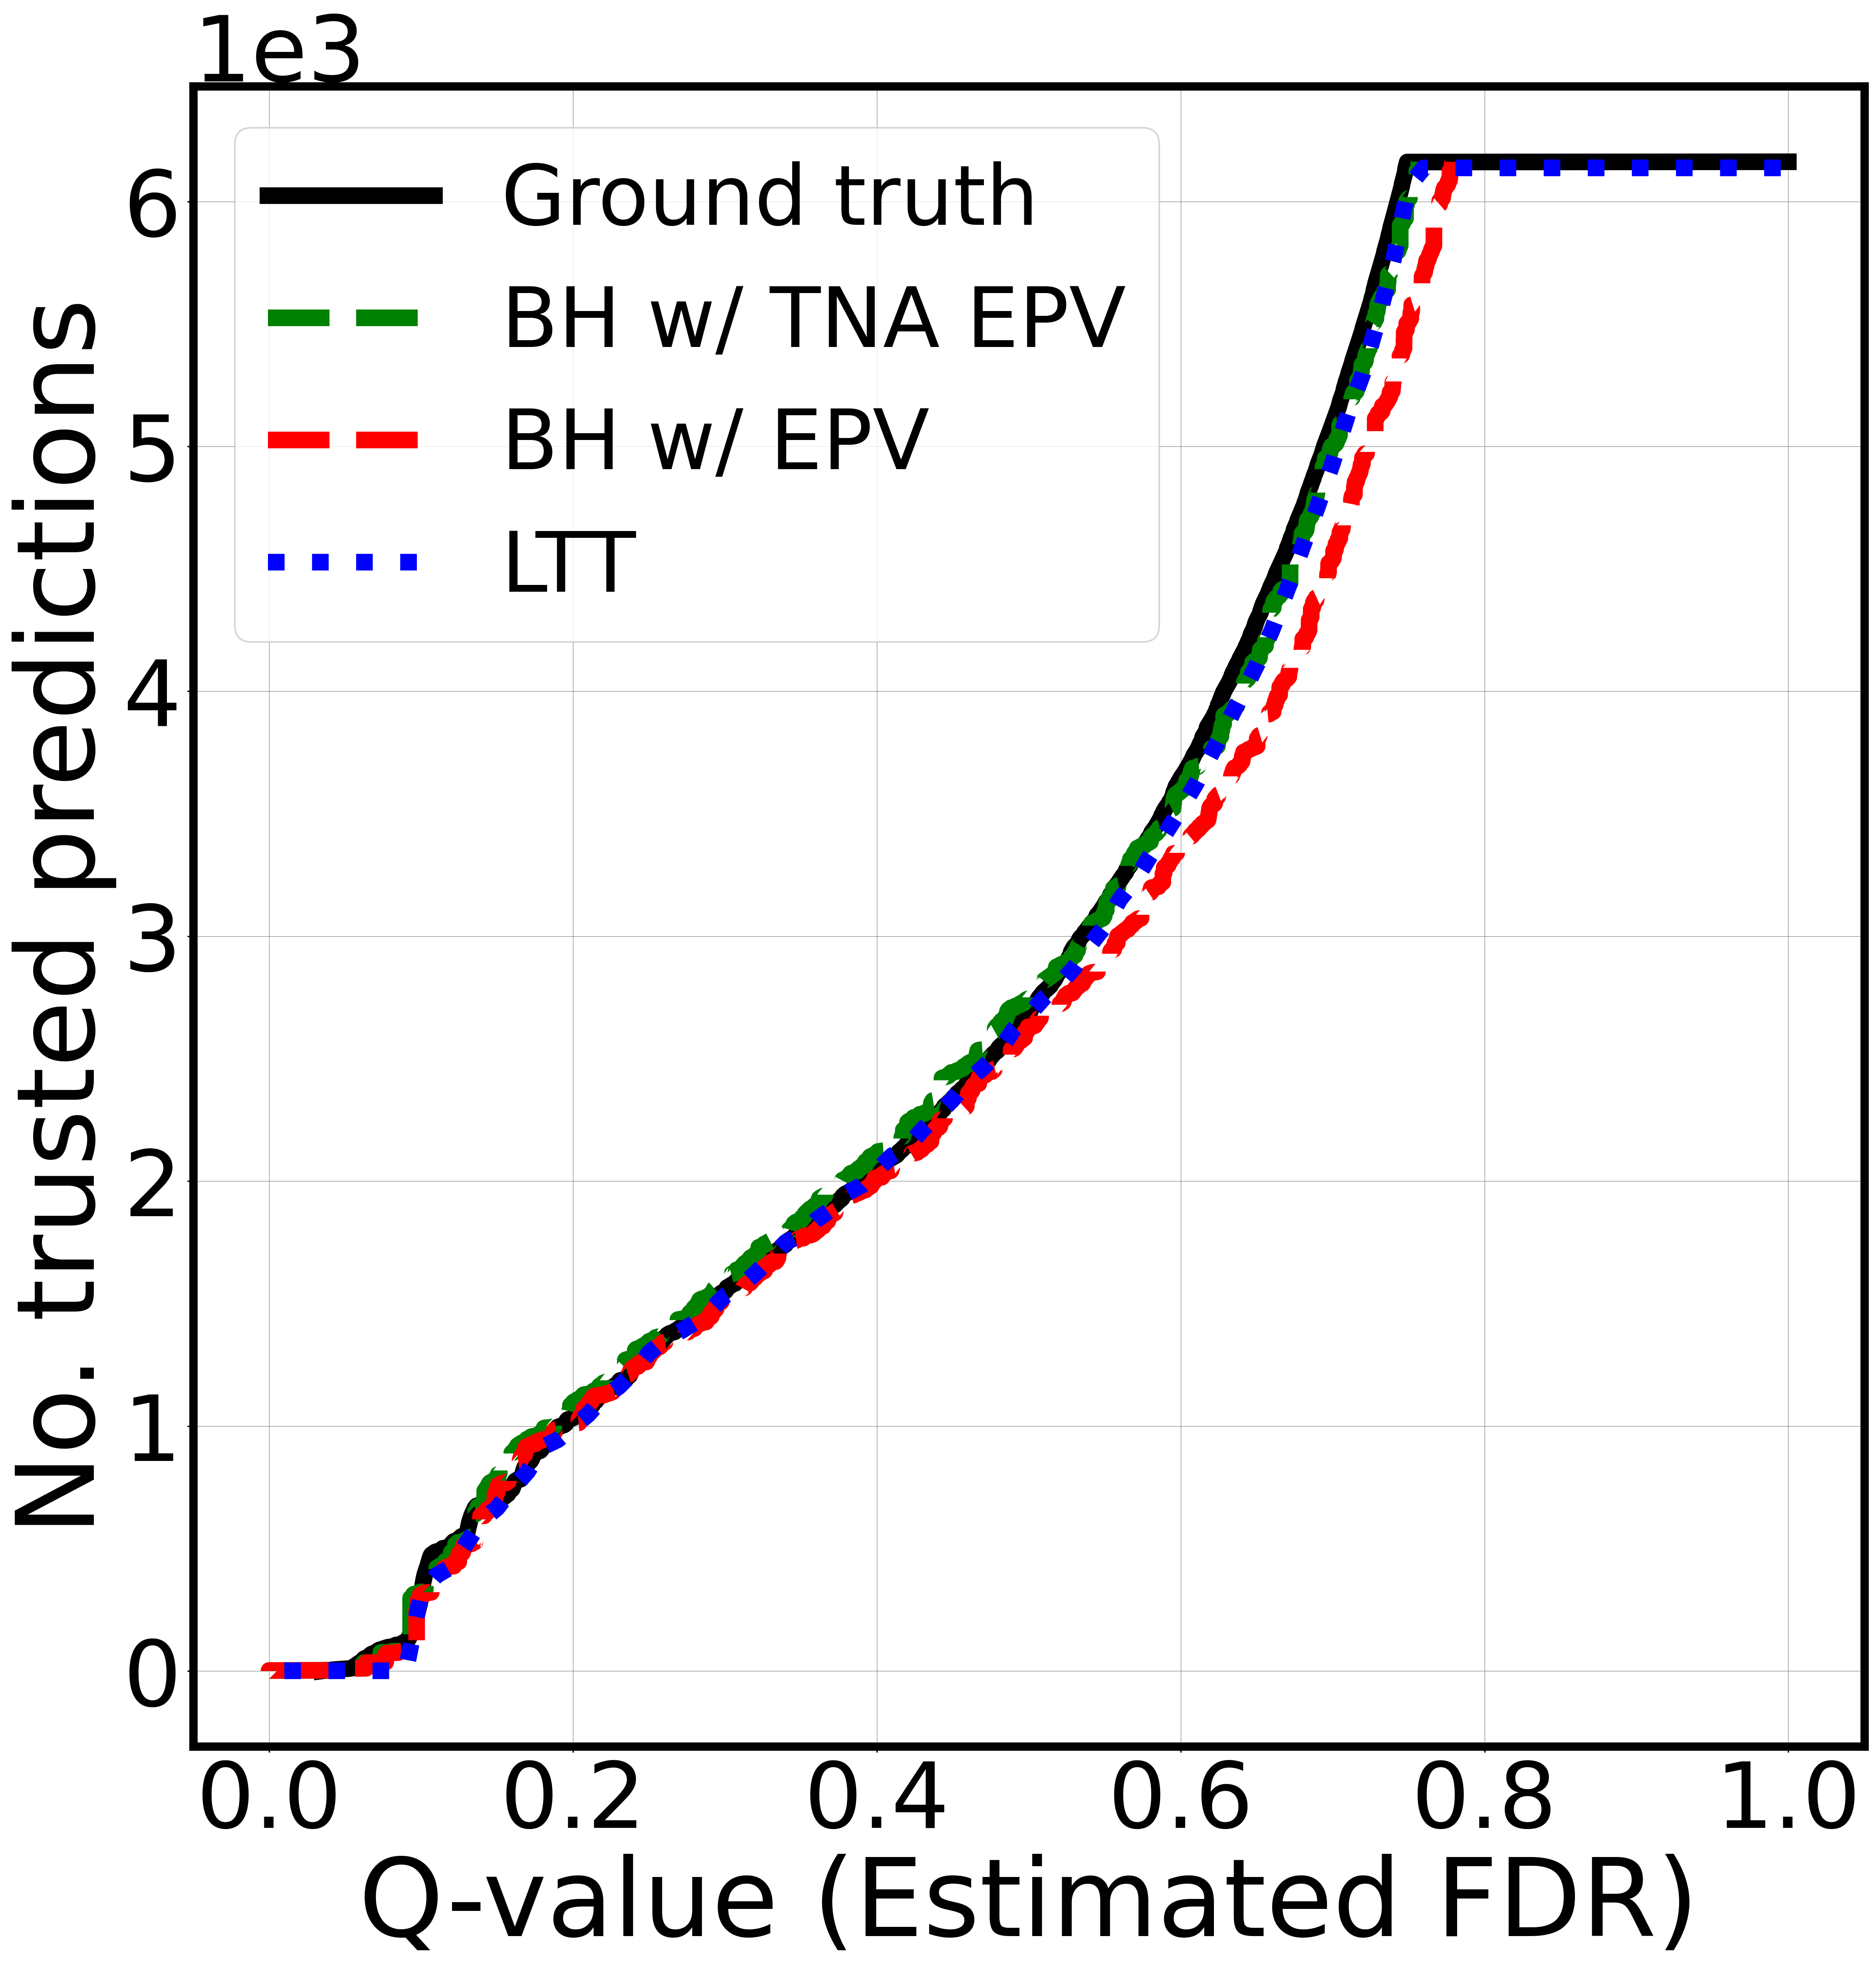 1e3
No. trusted predictions
6
5
4
3
2
1
0
Ground truth
BH w/ TNA EPV
BH w/ EPV
LTT
0.0 0.2 0.4 0.6 0.8 1.0
Q-value (Estimated FDR)